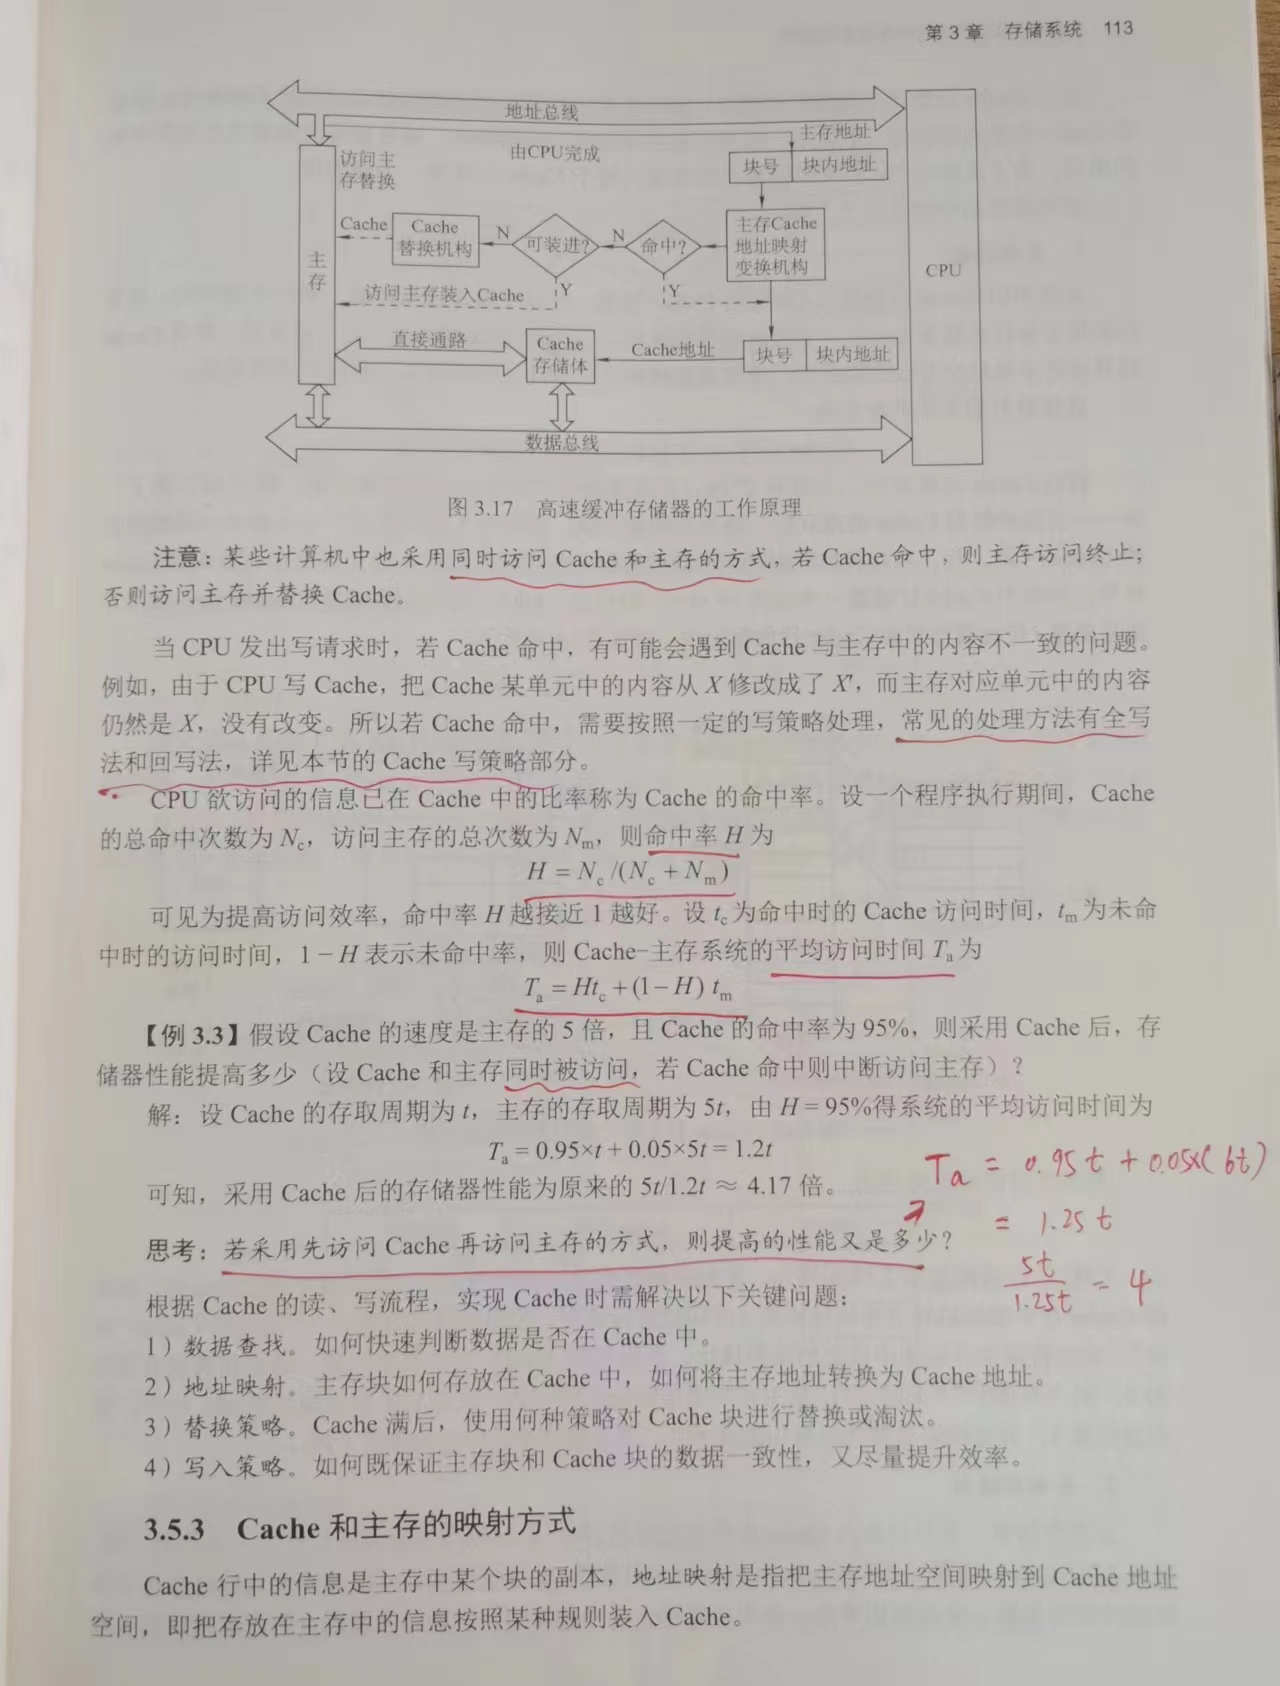 第3章 存储系统 113
地址总线
主存地址
访问主
存替换
由CPU完成
块号 块内地址
Cache
Cache
替换机构
N
可装进?
N
命中?
主存Cache
地址映射
变换机构
主
存
CPU
访问主存装入Cache
Y
Y
直接通路
Cache
存储体
Cache地址
块号 块内地址
数据总线
图 3.17 高速缓冲存储器的工作原理
注意：某些计算机中也采用同时访问 Cache 和主存的方式，若 Cache 命中，则主存访问终止；
否则访问主存并替换 Cache。
当 CPU 发出写请求时，若 Cache 命中，有可能会遇到 Cache 与主存中的内容不一致的问题。
例如，由于 CPU 写 Cache，把 Cache 某单元中的内容从 X 修改成了 X′，而主存对应单元中的内容
仍然是 X，没有改变。所以若 Cache 命中，需要按照一定的写策略处理，常见的处理方法有全写
法和回写法，详见本节的 Cache 写策略部分。
CPU 欲访问的信息已在 Cache 中的比率称为 Cache 的命中率。设一个程序执行期间，Cache
的总命中次数为 Nc，访问主存的总次数为 Nm，则命中率 H 为
H = Nc /(Nc + Nm)
可见为提高访问效率，命中率 H 越接近 1 越好。设 tc 为命中时的 Cache 访问时间，tm 为未命
中时的访问时间，1 − H 表示未命中率，则 Cache-主存系统的平均访问时间 Ta 为
Ta = Htc + (1 − H) tm
【例 3.3】假设 Cache 的速度是主存的 5 倍，且 Cache 的命中率为 95%，则采用 Cache 后，存
储器性能提高多少（设 Cache 和主存同时被访问，若 Cache 命中则中断访问主存）？
解：设 Cache 的存取周期为 t，主存的存取周期为 5t，由 H = 95%得系统的平均访问时间为
Ta = 0.95×t + 0.05×5t = 1.2t
可知，采用 Cache 后的存储器性能为原来的 5t/1.2t ≈ 4.17 倍。
Ta = 0.95t + 0.05×(6t)
= 1.25t
5t
1.25t
= 4
思考：若采用先访问 Cache 再访问主存的方式，则提高的性能又是多少？
根据 Cache 的读、写流程，实现 Cache 时需解决以下关键问题：
1）数据查找。如何快速判断数据是否在 Cache 中。
2）地址映射。主存块如何存放在 Cache 中，如何将主存地址转换为 Cache 地址。
3）替换策略。Cache 满后，使用何种策略对 Cache 块进行替换或淘汰。
4）写入策略。如何既保证主存块和 Cache 块的数据一致性，又尽量提升效率。
3.5.3 Cache 和主存的映射方式
Cache 行中的信息是主存中某个块的副本，地址映射是指把主存地址空间映射到 Cache 地址
空间，即把存放在主存中的信息按照某种规则装入 Cache。